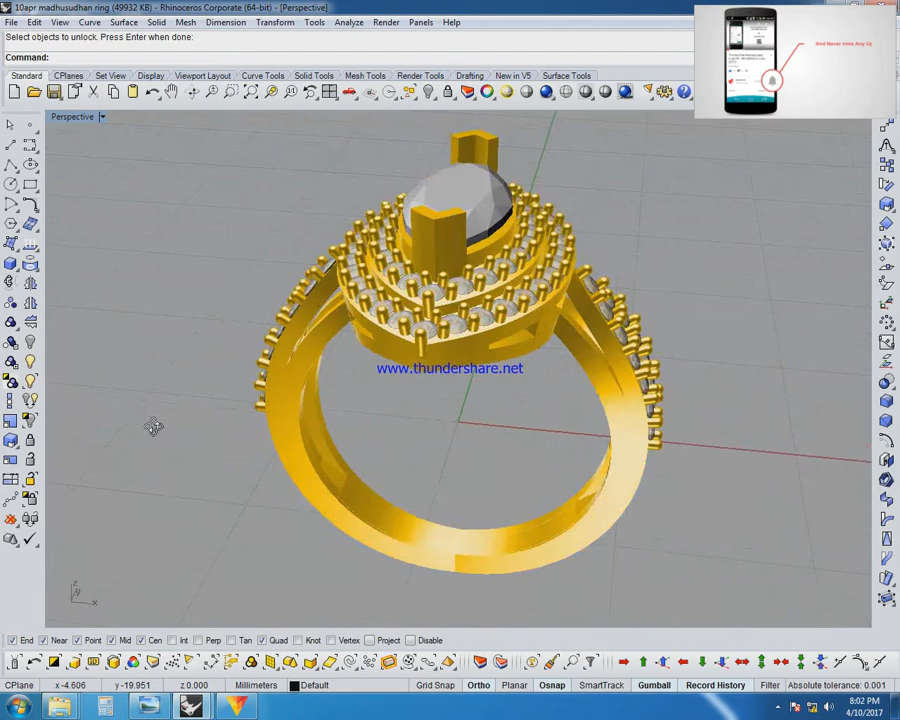 10apr madhusudhan ring (49932 KB) - Rhinoceros Corporate (64-bit) - [Perspective]
Edit View Curve Surface Solid Mesh Dimension Transform Tools Analyze Render Panels Help
And Never miss Any Up
Select objects to unlock. Press Enter when done:
Command:
Standard CPlanes Set View Display Viewport Layout Curve Tools Solid Tools Mesh Tools Render Tools Drafting New in V5 Surface Tools
Perspective
www.thundershare.net
z
y
x
End Near Point Mid Cen Int Perp Tan Quad Knot Vertex Project Disable
CPlane x -4.606 y -19.951 z 0.000 Millimeters Default Grid Snap Ortho Planar Osnap SmartTrack Gumball Record History Filter Absolute tolerance: 0.001
8:02 PM
4/10/2017